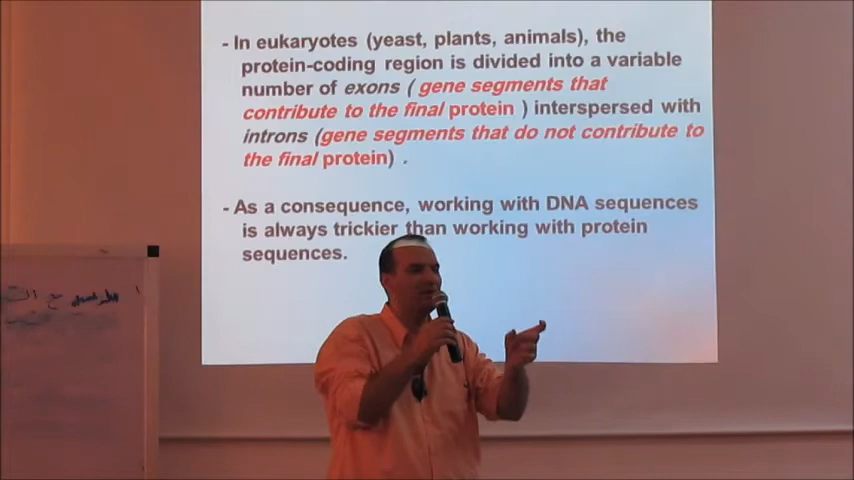 - In eukaryotes (yeast, plants, animals), the
protein-coding region is divided into a variable
number of exons ( gene segments that
contribute to the final protein ) interspersed with
introns (gene segments that do not contribute to
the final protein) .
- As a consequence, working with DNA sequences
is always trickier than working with protein
sequences.